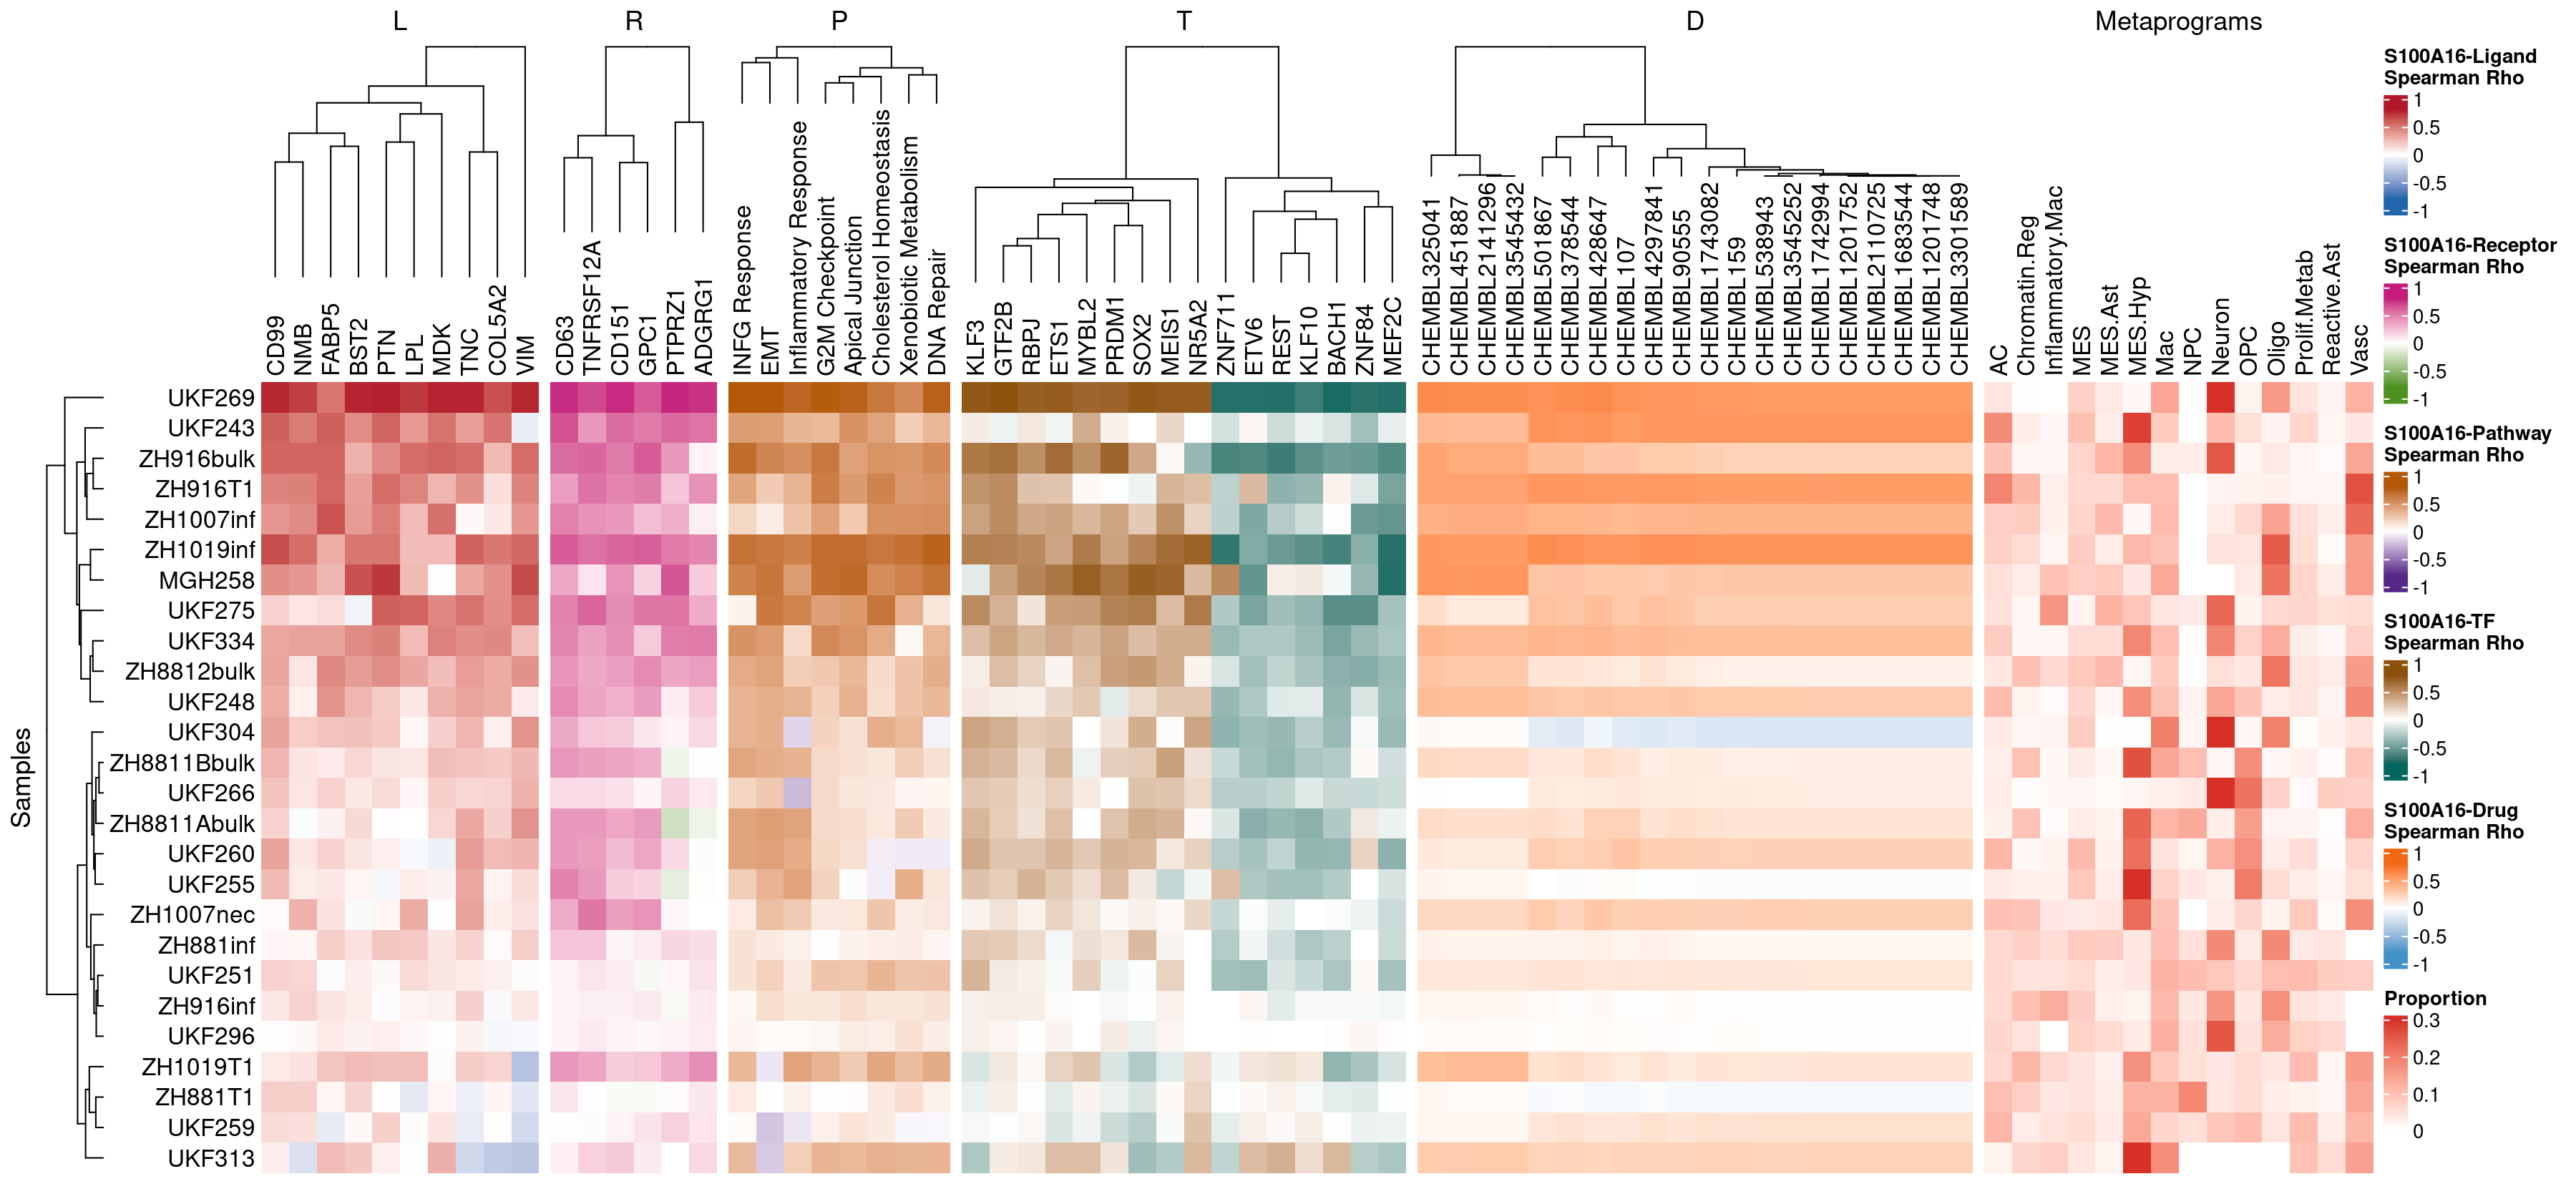 L
R
P
T
D
Metaprograms
CD99
NMB
FABP5
BST2
PTN
LPL
MDK
TNC
COL5A2
VIM
CD63
TNFRSF12A
CD151
GPC1
PTPRZ1
ADGRG1
INFG Response
EMT
Inflammatory Response
G2M Checkpoint
Apical Junction
Cholesterol Homeostasis
Xenobiotic Metabolism
DNA Repair
KLF3
GTF2B
RBPJ
ETS1
MYBL2
PRDM1
SOX2
MEIS1
NR5A2
ZNF711
ETV6
REST
KLF10
BACH1
ZNF84
MEF2C
CHEMBL325041
CHEMBL451887
CHEMBL2141296
CHEMBL3545432
CHEMBL501867
CHEMBL378544
CHEMBL428647
CHEMBL107
CHEMBL4297841
CHEMBL90555
CHEMBL1743082
CHEMBL159
CHEMBL538943
CHEMBL3545252
CHEMBL1742994
CHEMBL1201752
CHEMBL2110725
CHEMBL1683544
CHEMBL1201748
CHEMBL3301589
AC
Chromatin.Reg
Inflammatory.Mac
MES
MES.Ast
MES.Hyp
Mac
NPC
Neuron
OPC
Oligo
Prolif.Metab
Reactive.Ast
Vasc
Samples
UKF269
UKF243
ZH916bulk
ZH916T1
ZH1007inf
ZH1019inf
MGH258
UKF275
UKF334
ZH8812bulk
UKF248
UKF304
ZH8811Bbulk
UKF266
ZH8811Abulk
UKF260
UKF255
ZH1007nec
ZH881inf
UKF251
ZH916inf
UKF296
ZH1019T1
ZH881T1
UKF259
UKF313
S100A16-Ligand
Spearman Rho
1
0.5
0
-0.5
-1
S100A16-Receptor
Spearman Rho
1
0.5
0
-0.5
-1
S100A16-Pathway
Spearman Rho
1
0.5
0
-0.5
-1
S100A16-TF
Spearman Rho
1
0.5
0
-0.5
-1
S100A16-Drug
Spearman Rho
1
0.5
0
-0.5
-1
Proportion
0.3
0.2
0.1
0